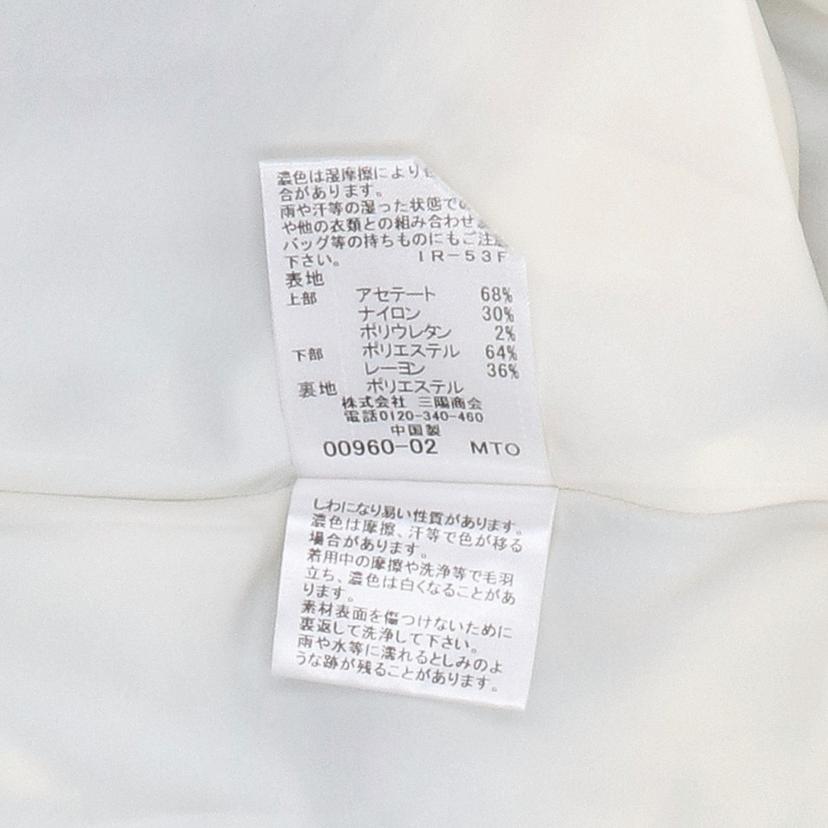 濃色は湿摩擦により
合があります。
雨や汗等の湿った状態での
や他の衣類との組み合わせ
バッグ等の持ちものにもご注
下さい。 IR-53F
表地
上部 アセテート 68%
ナイロン 30%
ポリウレタン 2%
下部 ポリエステル 64%
レーヨン 36%
裏地 ポリエステル
株式会社 三陽商会
電話0120-340-460
中国製
00960-02 MTO
しわになり易い性質があります。
濃色は摩擦、汗等で色が移る
場合があります。
着用中の摩擦や洗浄等で毛羽
立ち、濃色は白くなることがあ
ります。
素材表面を傷つけないために
裏返して洗浄して下さい。
雨や水等に濡れるとしみのよ
うな跡が残ることがあります。